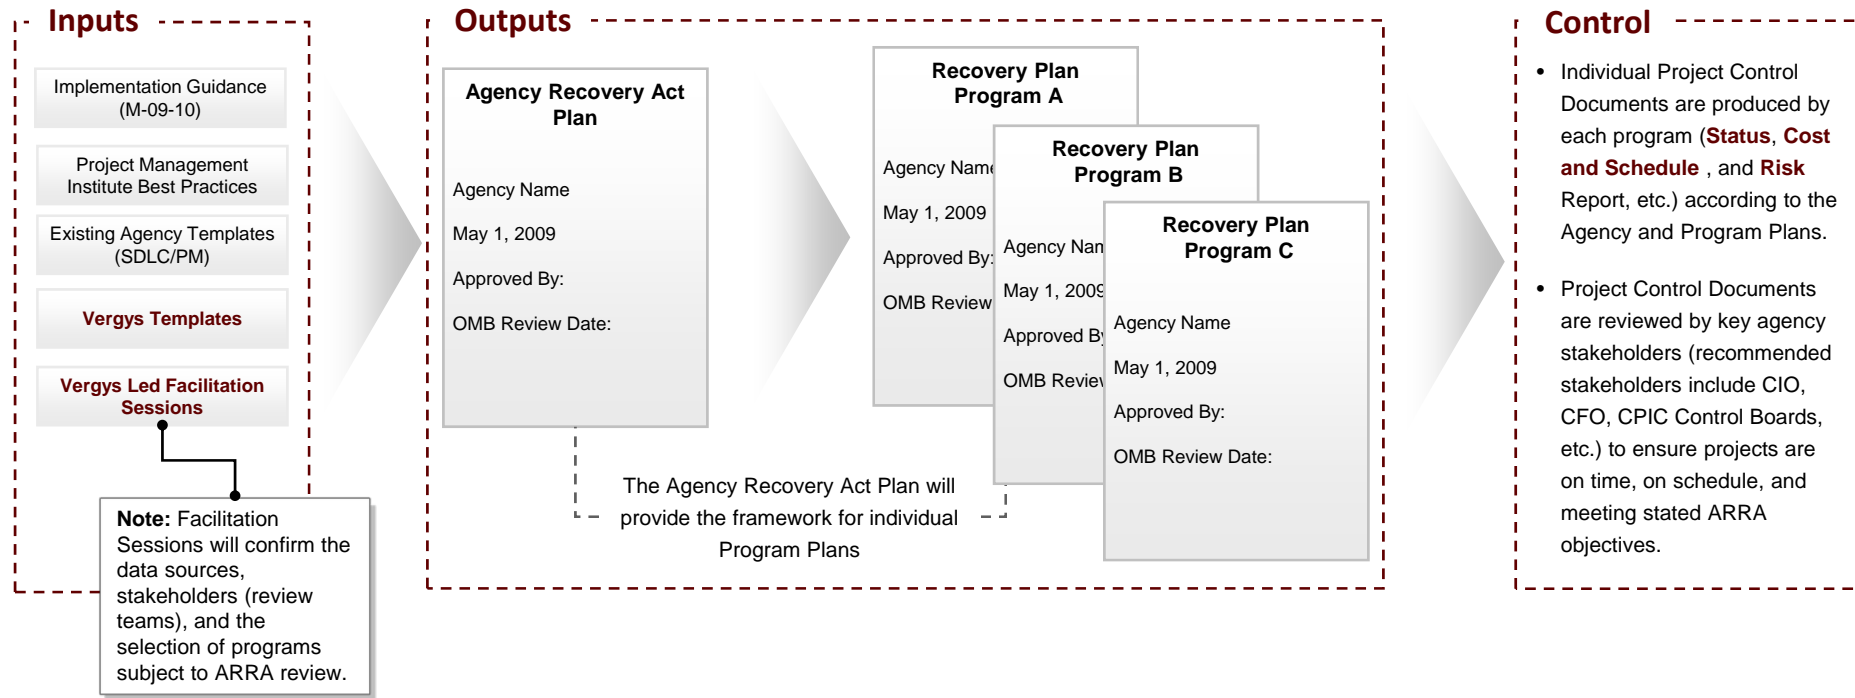 Inputs
Implementation Guidance
(M-09-10)
Project Management
Institute Best Practices
Existing Agency Templates
(SDLC/PM)
Vergys Templates
Vergys Led Facilitation
Sessions
Note: Facilitation
Sessions will confirm the
data sources,
stakeholders (review
teams), and the
selection of programs
subject to ARRA review.
Outputs
Agency Recovery Act
Plan
Agency Name
May 1, 2009
Approved By:
OMB Review Date:
The Agency Recovery Act Plan will
provide the framework for individual
Program Plans
Recovery Plan
Program A
Agency Name
May 1, 2009
Approved By:
OMB Review
Recovery Plan
Program B
Agency Nam
May 1, 2009
Approved By
OMB Review
Recovery Plan
Program C
Agency Name
May 1, 2009
Approved By:
OMB Review Date:
Control
• Individual Project Control
Documents are produced by
each program (Status, Cost
and Schedule , and Risk
Report, etc.) according to the
Agency and Program Plans.
• Project Control Documents
are reviewed by key agency
stakeholders (recommended
stakeholders include CIO,
CFO, CPIC Control Boards,
etc.) to ensure projects are
on time, on schedule, and
meeting stated ARRA
objectives.